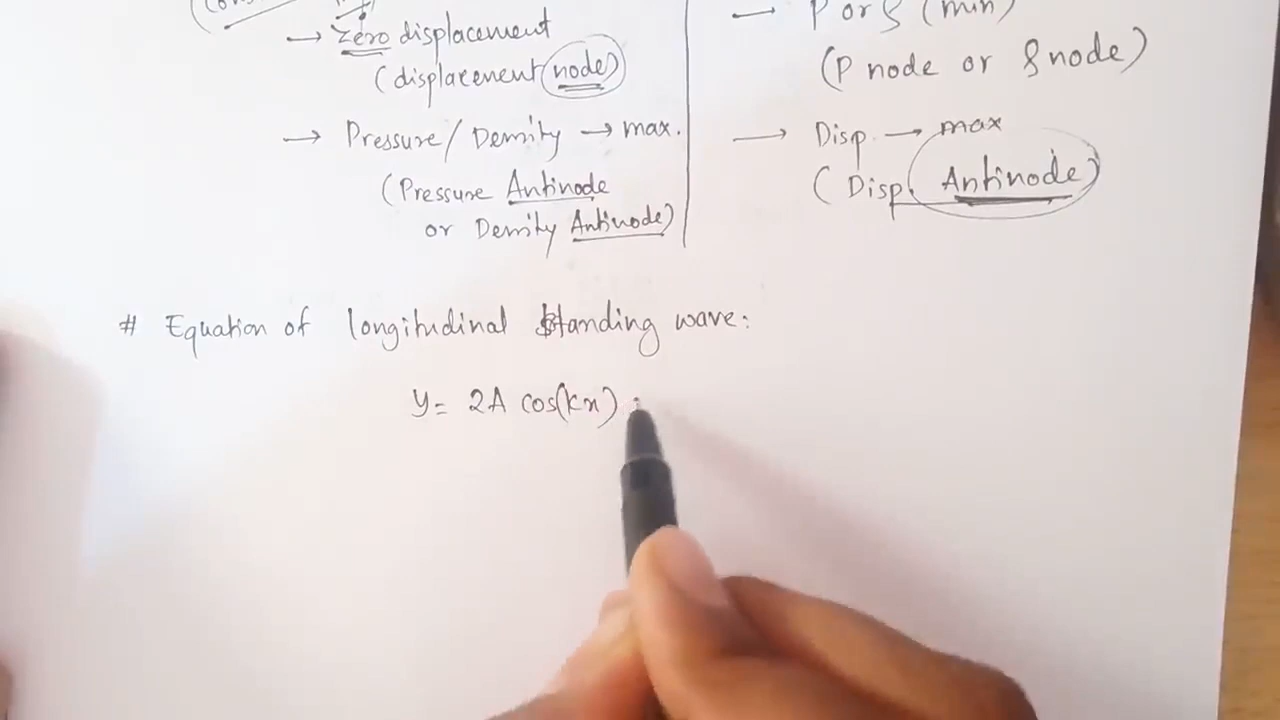 → Zero displacement
(displacement node)
→ Pressure/Density → max.
(Pressure Antinode
or Density Antinode)
→ P or ρ (min)
(P node or ρ node)
→ Disp. → max
(Disp. Antinode)
# Equation of longitudinal standing wave:
y= 2A cos(kx)